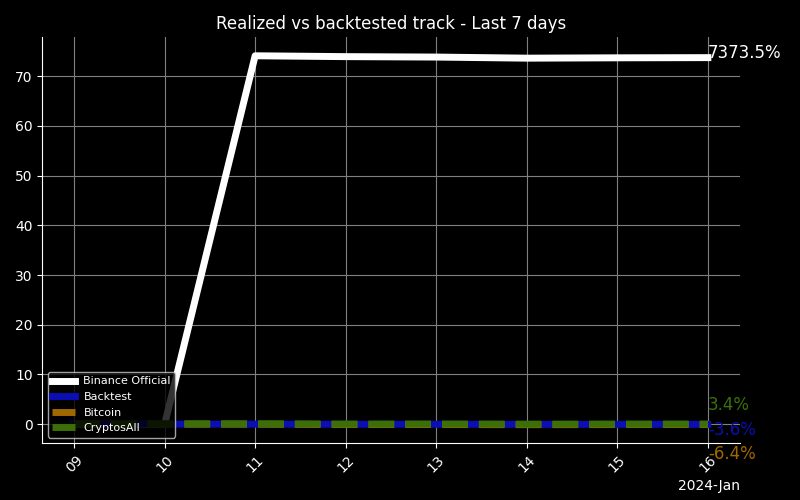 Realized vs backtested track - Last 7 days
7373.5%
70
60
50
40
30
20
10
0
Binance Official
Backtest
Bitcoin
CryptosAll
3.4%
-3.6%
-6.4%
09 10 11 12 13 14 15 16
2024-Jan